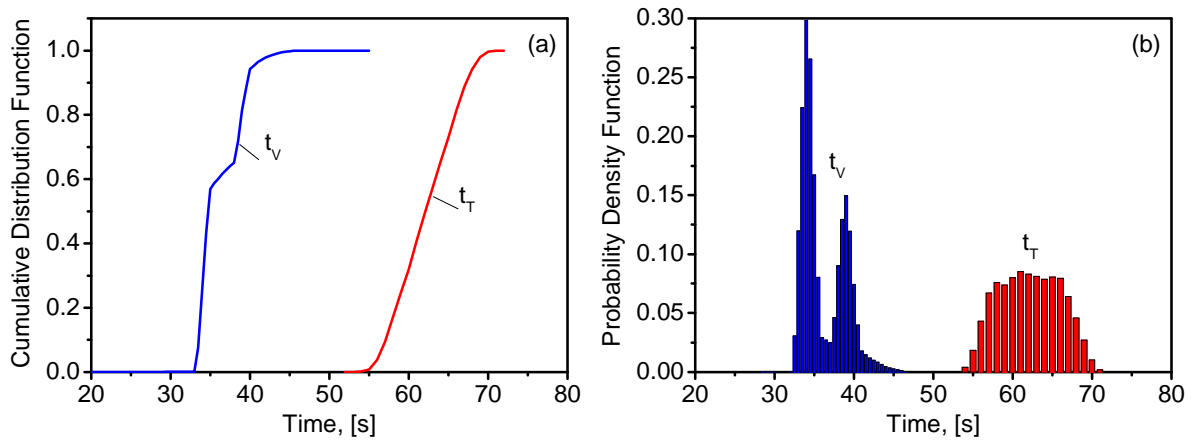 (a)
Cumulative Distribution Function
1.0
0.8
0.6
0.4
0.2
0.0
t_V
t_T
20 30 40 50 60 70 80
Time, [s]
(b)
Probability Density Function
0.30
0.25
0.20
0.15
0.10
0.05
0.00
t_V
t_T
20 30 40 50 60 70 80
Time, [s]